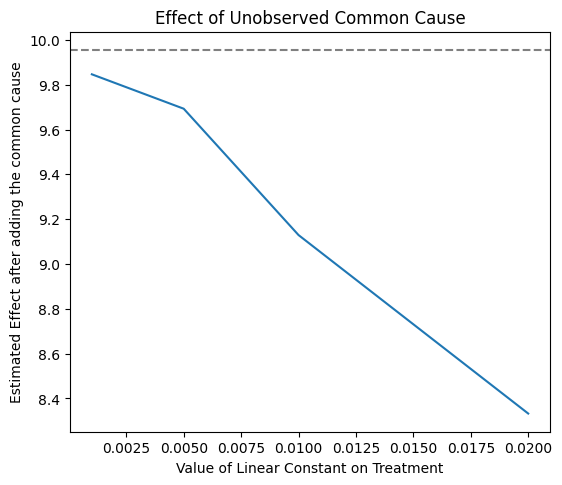 Effect of Unobserved Common Cause
10.0
9.8
9.6
9.4
9.2
9.0
8.8
8.6
8.4
Estimated Effect after adding the common cause
0.0025 0.0050 0.0075 0.0100 0.0125 0.0150 0.0175 0.0200
Value of Linear Constant on Treatment